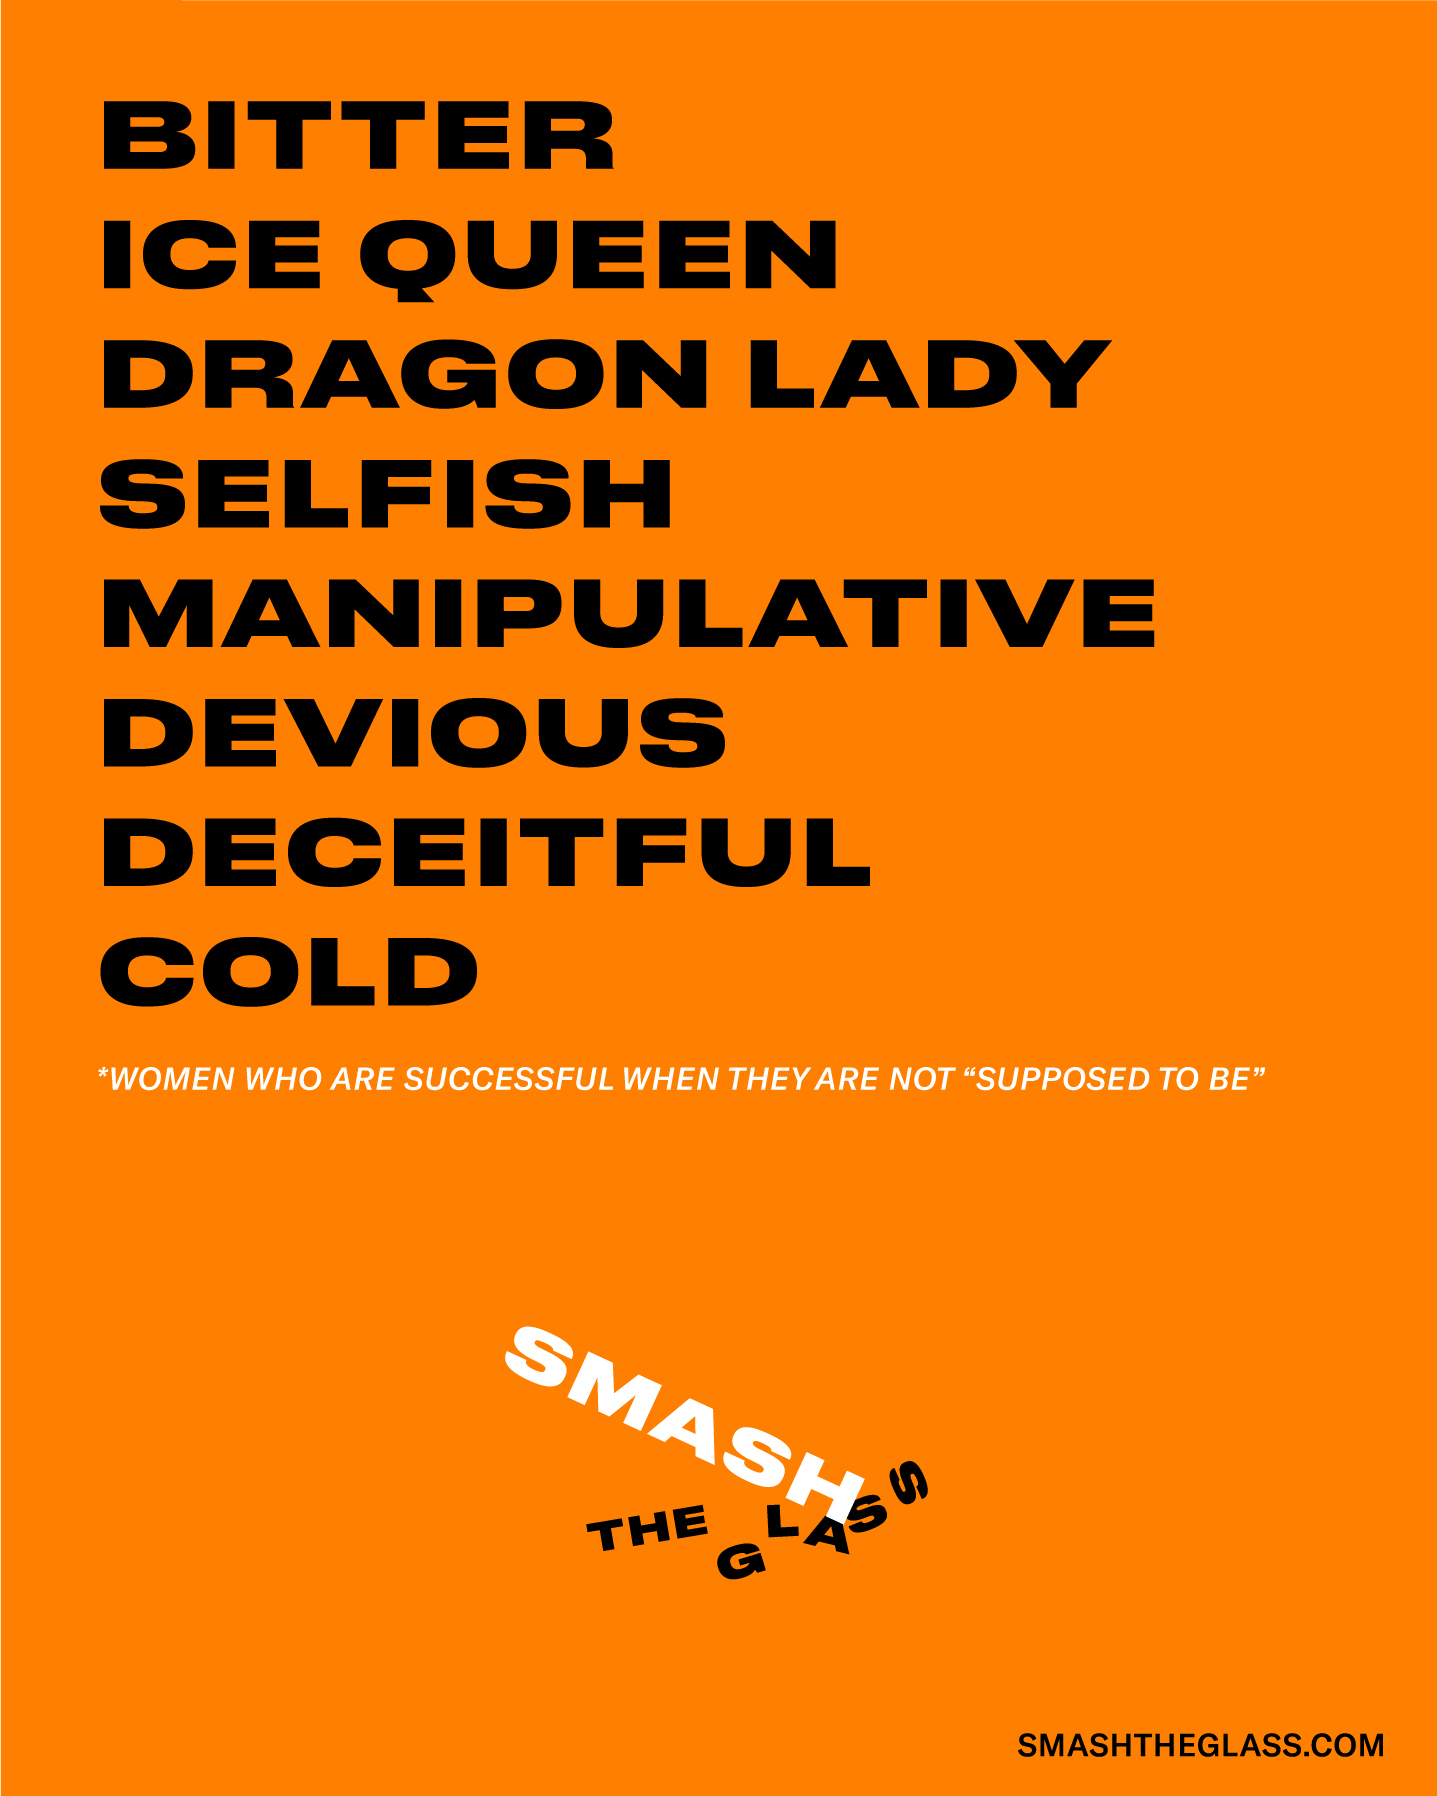 BITTER
ICE QUEEN
DRAGON LADY
SELFISH
MANIPULATIVE
DEVIOUS
DECEITFUL
COLD
*WOMEN WHO ARE SUCCESSFUL WHEN THEY ARE NOT “SUPPOSED TO BE”
SMASH
THE GLASS
SMASHTHEGLASS.COM